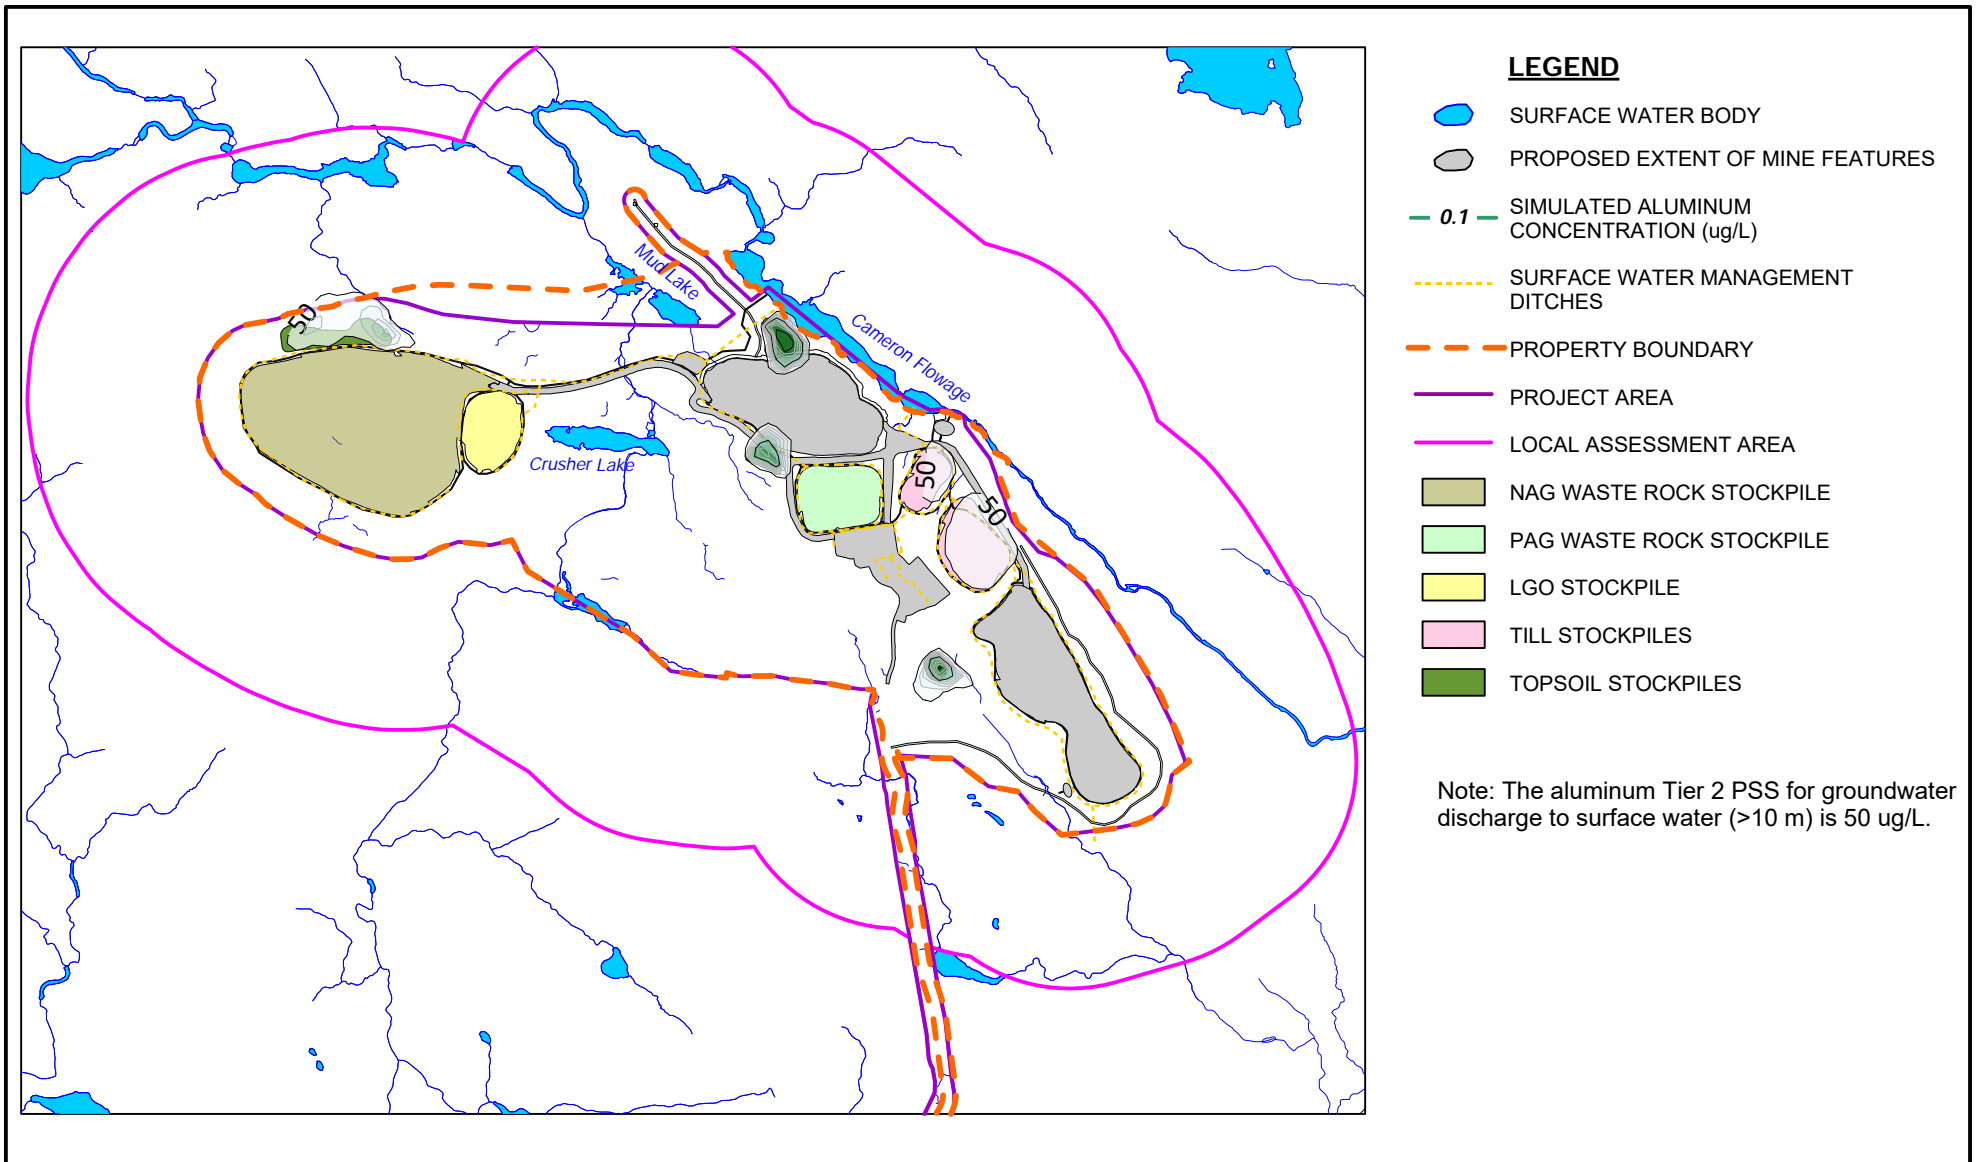 LEGEND
SURFACE WATER BODY
PROPOSED EXTENT OF MINE FEATURES
0.1
SIMULATED ALUMINUM
CONCENTRATION (ug/L)
SURFACE WATER MANAGEMENT
DITCHES
PROPERTY BOUNDARY
PROJECT AREA
LOCAL ASSESSMENT AREA
NAG WASTE ROCK STOCKPILE
PAG WASTE ROCK STOCKPILE
LGO STOCKPILE
TILL STOCKPILES
TOPSOIL STOCKPILES
Note: The aluminum Tier 2 PSS for groundwater
discharge to surface water (>10 m) is 50 ug/L.
Mud Lake
Cameron Flowage
Crusher Lake
50
50
50